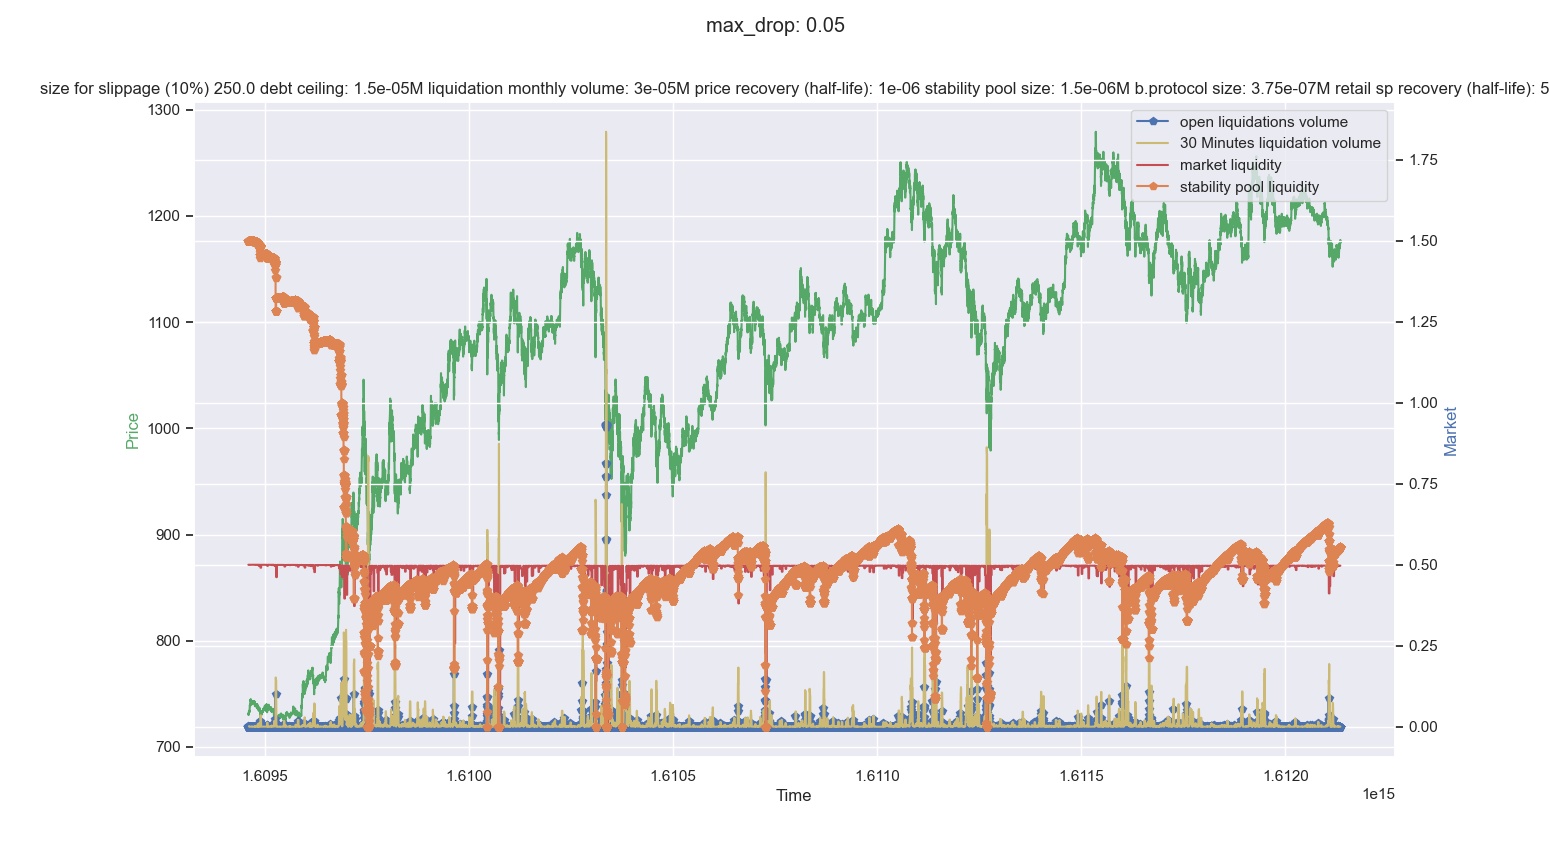 max_drop: 0.05
size for slippage (10%) 250.0 debt ceiling: 1.5e-05M liquidation monthly volume: 3e-05M price recovery (half-life): 1e-06 stability pool size: 1.5e-06M b.protocol size: 3.75e-07M retail sp recovery (half-life): 5
open liquidations volume
30 Minutes liquidation volume
market liquidity
stability pool liquidity
1300
1200
1100
1000
900
800
700
Price
1.75
1.50
1.25
1.00
0.75
0.50
0.25
0.00
Market
1.6095 1.6100 1.6105 1.6110 1.6115 1.6120
1e15
Time